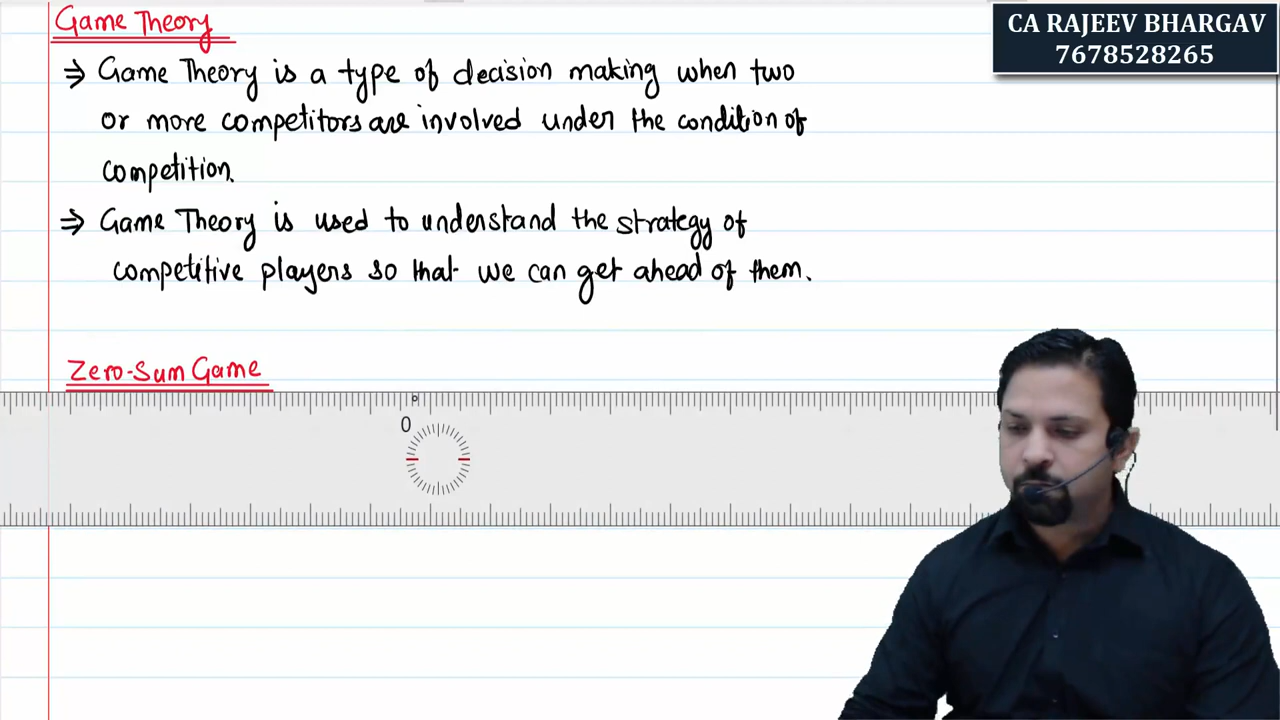 Game Theory
CA RAJEEV BHARGAV
7678528265
⇒ Game Theory is a type of decision making when two
or more competitors are involved under the condition of
competition.
⇒ Game Theory is used to understand the strategy of
competitive players so that we can get ahead of them.
Zero-Sum Game
0°